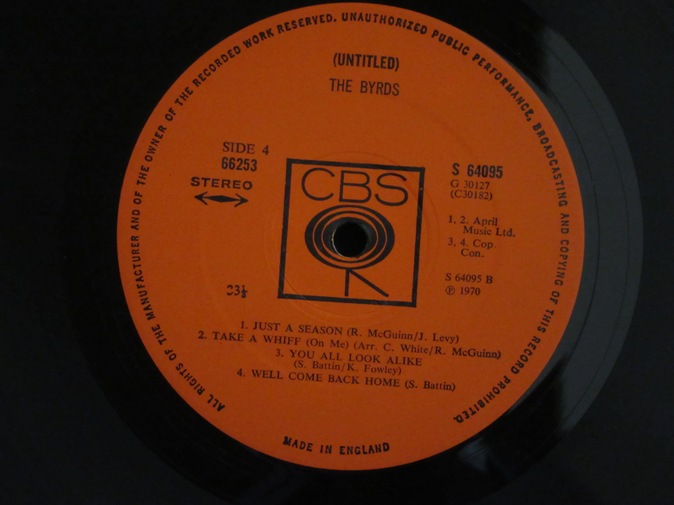 ALL RIGHTS OF THE MANUFACTURER AND OF THE OWNER OF THE RECORDED WORK RESERVED. UNAUTHORIZED PUBLIC PERFORMANCE, BROADCASTING AND COPYING OF THIS RECORD PROHIBITED.
(UNTITLED)
THE BYRDS
SIDE 4
66253
STEREO
S 64095
G 30127
(C30182)
CBS
1, 2. April
Music Ltd.
3, 4. Cop
Con.
S 64095 B
℗ 1970
33⅓
1. JUST A SEASON (R. McGuinn/J. Levy)
2. TAKE A WHIFF (On Me) (Arr. C. White/R. McGuinn)
3. YOU ALL LOOK ALIKE
(S. Battin/K. Fowley)
4. WELL COME BACK HOME (S. Battin)
MADE IN ENGLAND